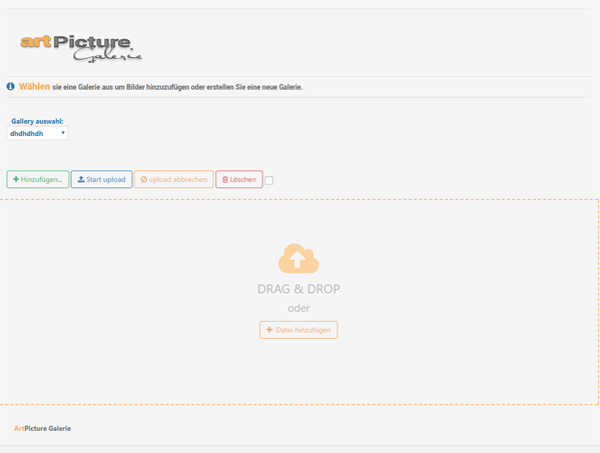 artPicture
Galerie
Wählen sie eine Galerie aus um Bilder hinzuzufügen oder erstellen Sie eine neue Galerie.
Gallery auswahl:
dhdhdhdh
Hinzufügen... Start upload upload abbrechen Löschen
DRAG & DROP
oder
Datei hinzufügen
ArtPicture Galerie